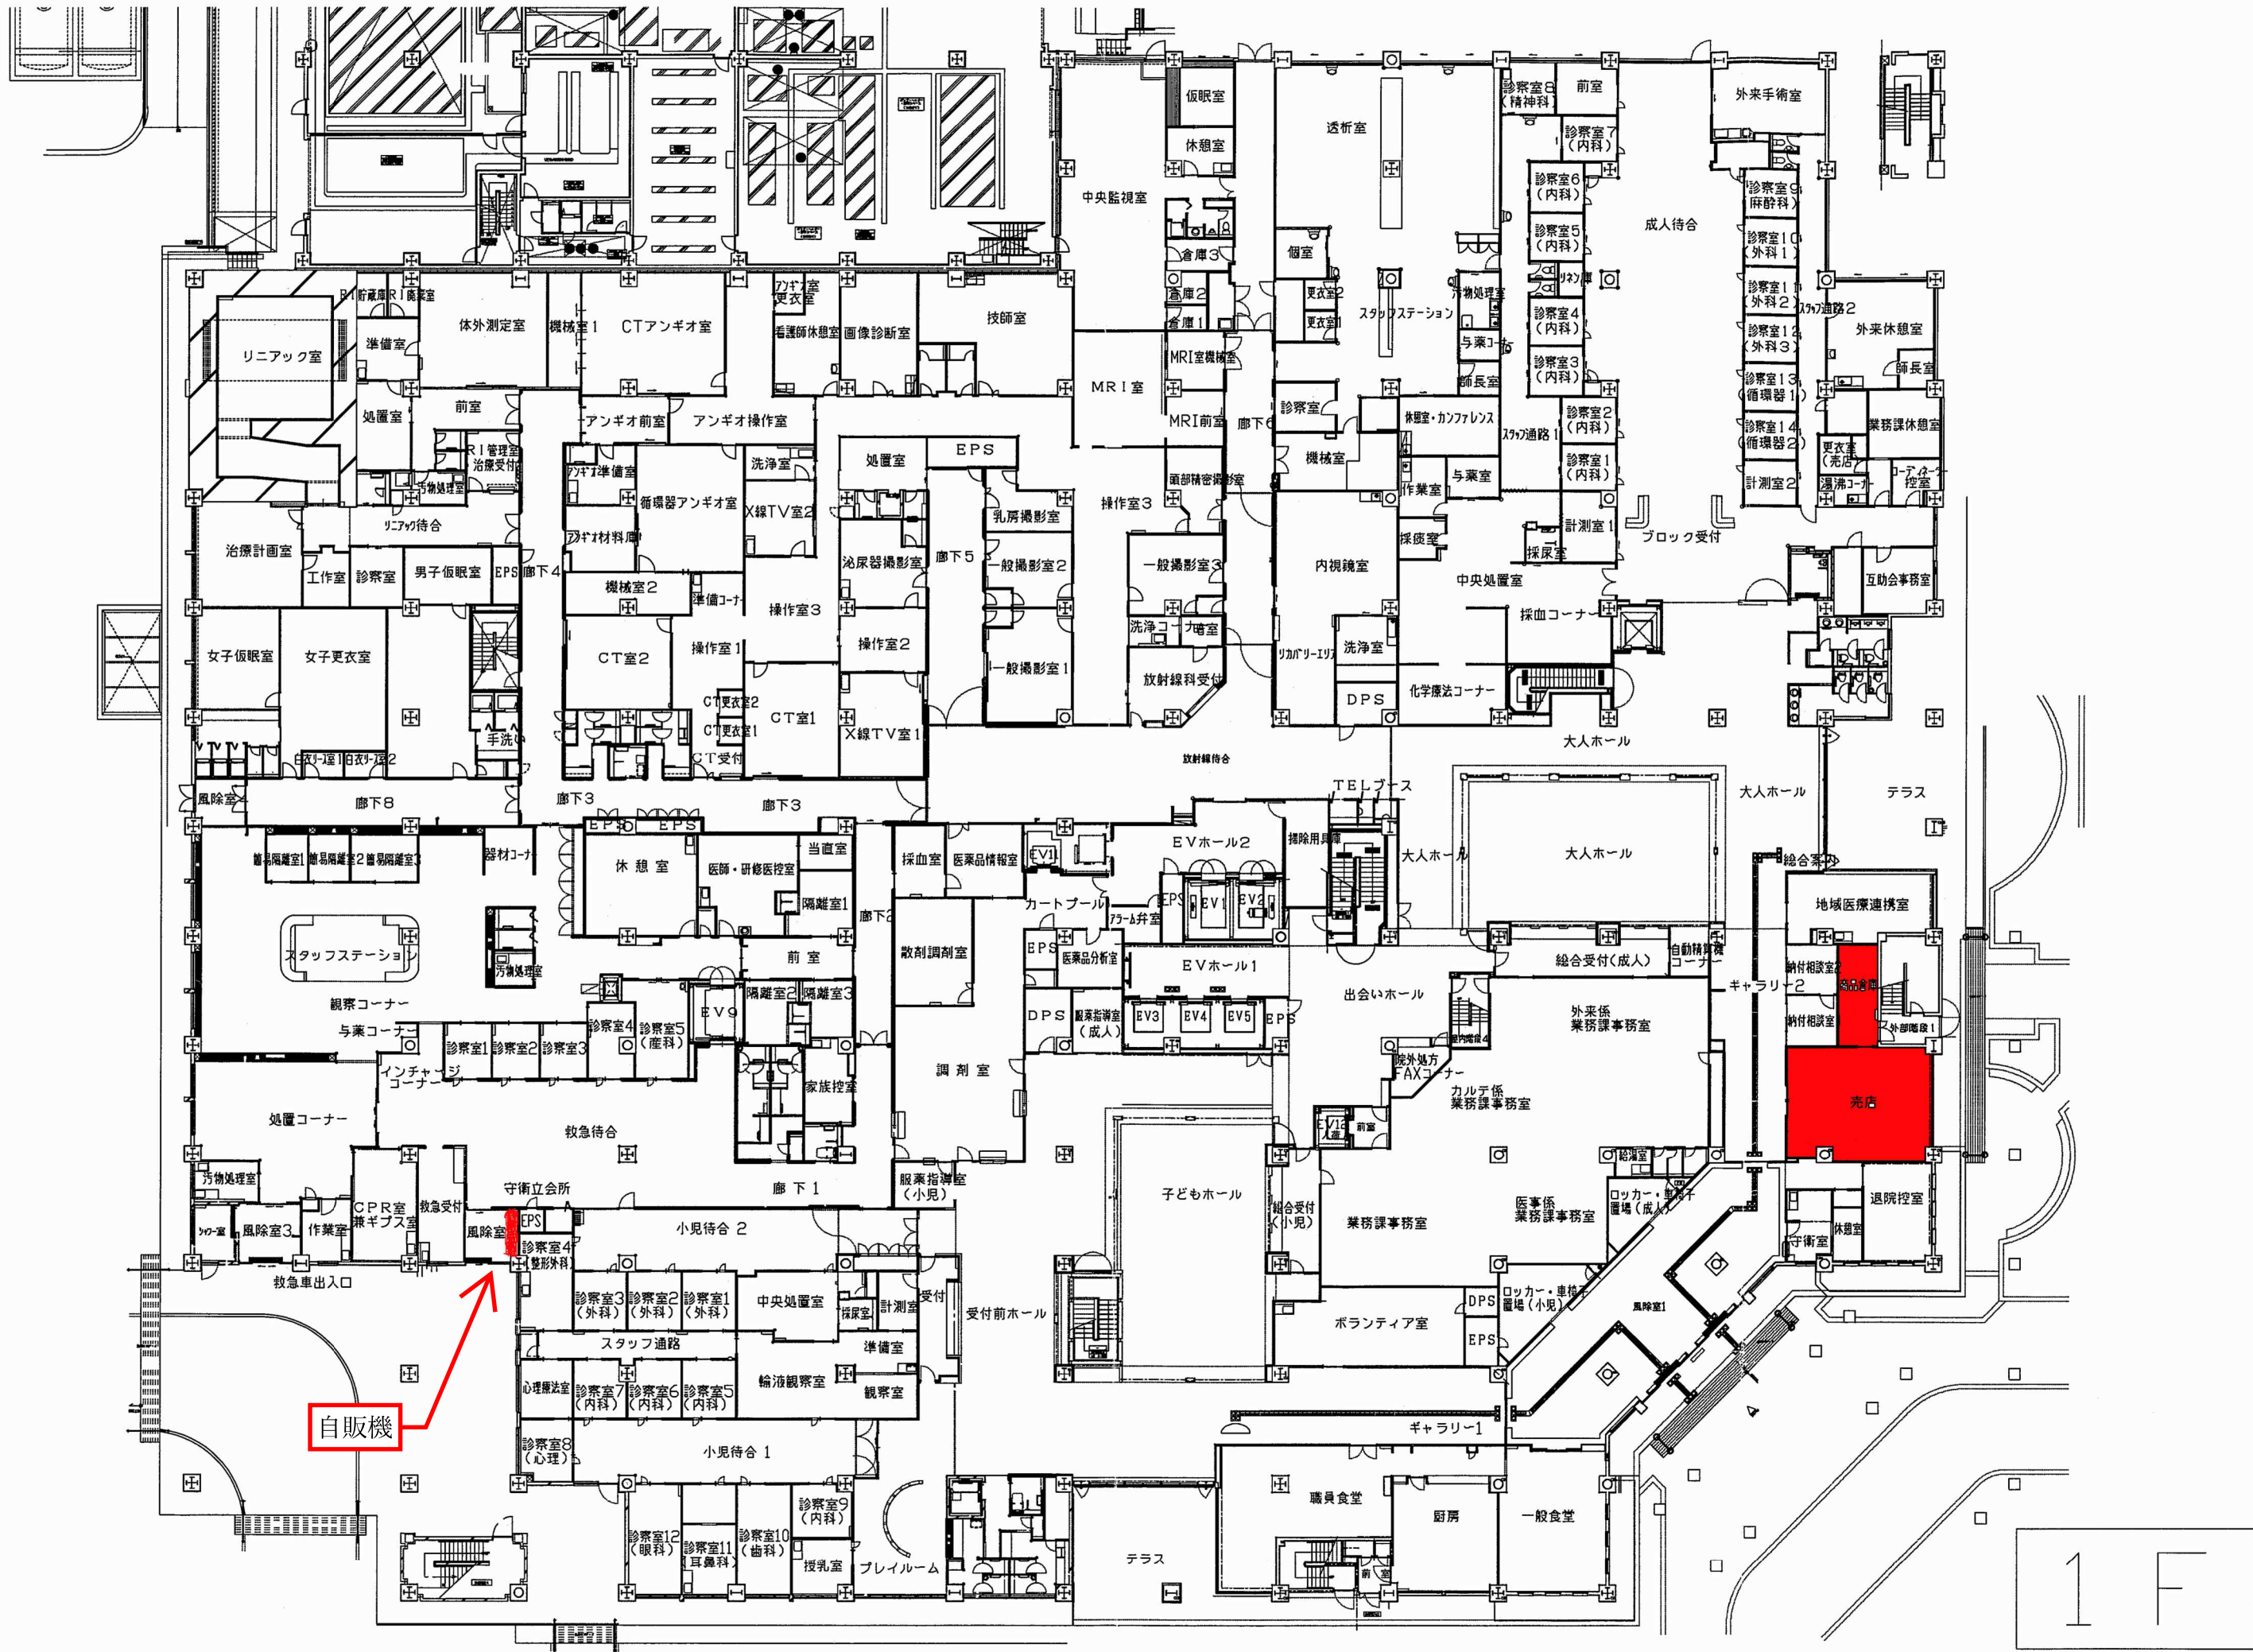 仮眠室
休憩室
中央監視室
倉庫3
倉庫2
倉庫1
透析室
個室
更衣室2
更衣室1
スタッフステーション
汚物処理室
与薬コーナー
師長室
診察室8
(精神科)
前室
診察室7
(内科)
診察室6
(内科)
診察室5
(内科)
リネン庫
診察室4
(内科)
診察室3
(内科)
診察室2
(内科)
診察室1
(内科)
成人待合
外来手術室
診察室9
麻酔科)
診察室10
(外科1)
診察室11
(外科2)
診察室12
(外科3)
診察室13
(循環器1)
診察室14
(循環器2)
計測室2
スタッフ通路2
外来休憩室
師長室
業務課休憩室
更衣室
(売店)
湯沸コーナー
コーディネーター
控室
RI貯蔵庫
RI廃棄室
体外測定室
機械室1
CTアンギオ室
アンギオ室
更衣室
看護師休憩室
画像診断室
技師室
リニアック室
準備室
処置室
前室
RI管理室
治療受付
汚物処理室
アンギオ前室
アンギオ操作室
MRI室
MRI室機械室
MRI前室
廊下6
診察室
機械室
休憩室・カンファレンス
スタッフ通路1
作業室
与薬室
アンギオ準備室
循環器アンギオ室
洗浄室
X線TV室2
処置室
EPS
乳房撮影室
操作室3
頭部精密撮影室
リニアック待合
治療計画室
工作室
診察室
男子仮眠室
EPS
廊下4
アンギオ材料庫
機械室2
準備コーナー
操作室3
泌尿器撮影室
廊下5
一般撮影室2
一般撮影室3
内視鏡室
採痰室
中央処置室
採尿室
計測室1
ブロック受付
互助会事務室
採血コーナー
女子仮眠室
女子更衣室
CT室2
操作室1
操作室2
一般撮影室1
洗浄コーナー
暗室
放射線科受付
リカバリーエリア
洗浄室
DPS
化学療法コーナー
手洗い
白衣リース室1
白衣リース室2
CT更衣室2
CT更衣室1
CT受付
CT室1
X線TV室1
放射線待合
大人ホール
風除室
廊下8
廊下3
廊下3
TELブース
大人ホール
テラス
EPS
EPS
簡易隔離室1
簡易隔離室2
簡易隔離室3
器材コーナー
休憩室
医師・研修医控室
当直室
隔離室1
採血室
医薬品情報室
EV11
EVホール2
掃除用具庫
大人ホール
大人ホール
総合案内
廊下2
カートプール
アラーム弁室
EPS
EV1
EV2
地域医療連携室
スタッフステーション
汚物処理室
前室
散剤調剤室
EPS
医薬品分析室
EVホール1
総合受付(成人)
自動精算機
コーナー
納付相談室2
商品倉庫
ギャラリー2
観察コーナー
与薬コーナー
診察室4
診察室5
(産科)
EV9
隔離室2
隔離室3
DPS
服薬指導室
(成人)
EV3
EV4
EV5
EPS
出会いホール
外来係
業務課事務室
屋内階段4
納付相談室
外部階段1
診察室1
診察室2
診察室3
インチャージ
コーナー
家族控室
調剤室
院外処方
FAXコーナー
カルテ係
業務課事務室
売店
処置コーナー
救急待合
EV12
前室
汚物処理室
守衛立会所
廊下1
服薬指導室
(小児)
子どもホール
給湯室
CPR室
兼ギプス室
救急受付
シャワー室
風除室3
作業室
風除室
EPS
小児待合2
総合受付
(小児)
業務課事務室
医事係
業務課事務室
ロッカー・車椅子
置場(成人)
守衛室
休憩室
退院控室
救急車出入口
診察室4
(整形外科)
診察室3
(外科)
診察室2
(外科)
診察室1
(外科)
中央処置室
採尿室
計測室
受付
受付前ホール
ロッカー・車椅子
置場(小児)
DPS
風除室1
ボランティア室
EPS
スタッフ通路
準備室
心理療法室
診察室7
(内科)
診察室6
(内科)
診察室5
(内科)
輸液観察室
観察室
自販機
診察室8
(心理)
小児待合1
ギャラリー1
診察室12
(眼科)
診察室11
(耳鼻科)
診察室10
(歯科)
診察室9
(内科)
授乳室
プレイルーム
テラス
職員食堂
前室
厨房
一般食堂
1F